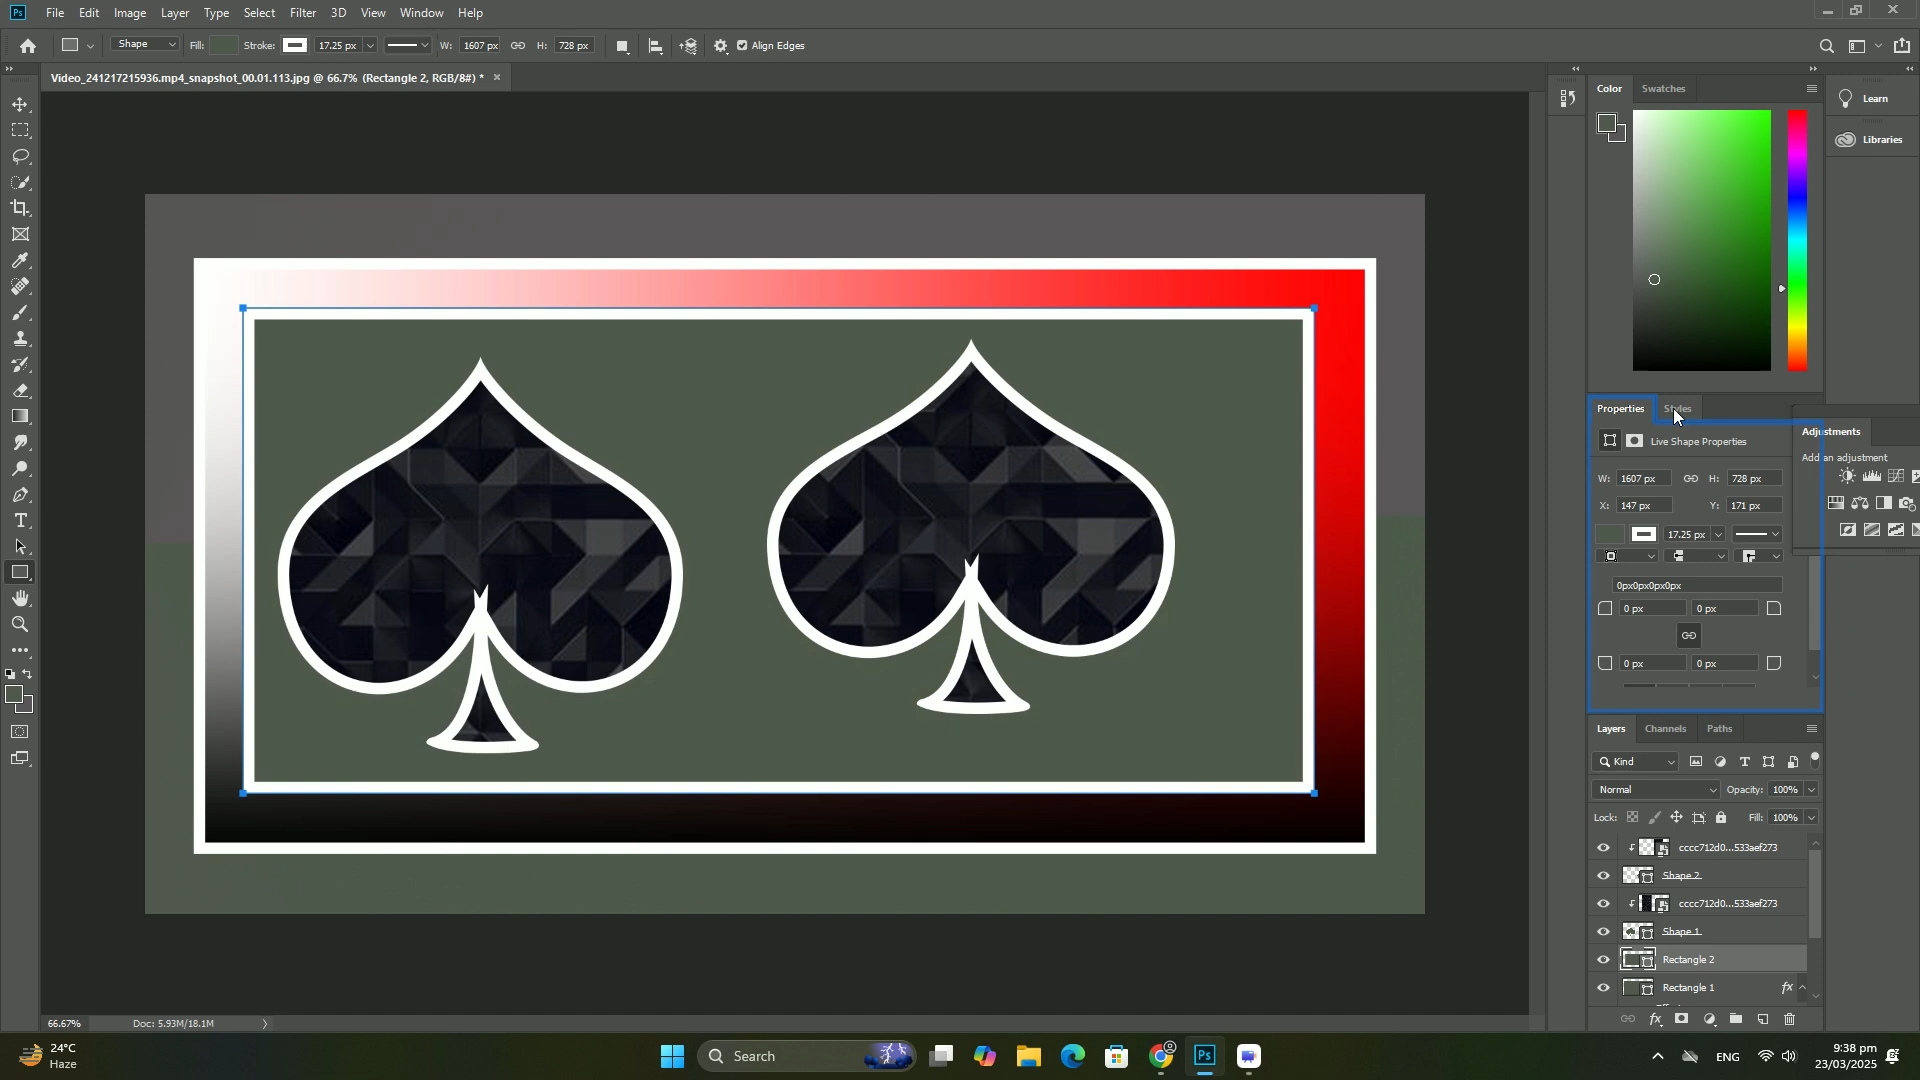 Ps File Edit Image Layer Type Select Filter 3D View Window Help
Shape Fill: Stroke: 17.25 px W: 1607 px H: 728 px Align Edges
Video_241217215936.mp4_snapshot_00.01.113.jpg @ 66.7% (Rectangle 2, RGB/8#) * ×
Color Swatches
Learn
Libraries
Properties Styles
Live Shape Properties
W: 1607 px H: 728 px
X: 147 px Y: 171 px
17.25 px
0px0px0px0px
0 px 0 px
0 px 0 px
Adjustments
Add an adjustment
Layers Channels Paths
Kind
Normal Opacity: 100%
Lock: Fill: 100%
cccc712d0...533aef273
Shape 2
cccc712d0...533aef273
Shape 1
Rectangle 2
Rectangle 1 fx
66.67% Doc: 5.93M/18.1M
24°C
Haze
Search
Ps
ENG
9:38 pm
23/03/2025